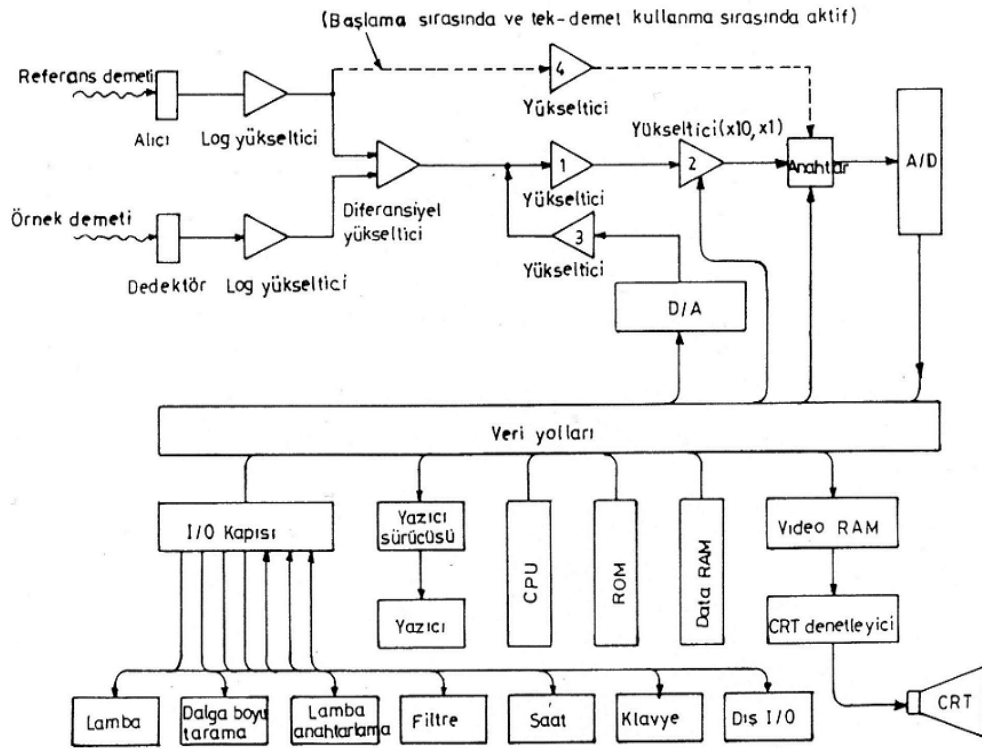 (Başlama sırasında ve tek-demet kullanma sırasında aktif)
Referans demeti
Alıcı
Log yükseltici
4
Yükseltici
Yükseltici(x10,x1)
A/D
Anahtar
1
2
Yükseltici
Diferansiyel
yükseltici
Örnek demeti
Dedektör
Log yükseltici
3
Yükseltici
D/A
Veri yolları
I/O Kapısı
Yazıcı
sürücüsü
CPU
ROM
Data RAM
Video RAM
Yazıcı
CRT denetleyici
Lamba
Dalga boyu
tarama
Lamba
anahtarlama
Filtre
Saat
Klavye
Dış I/O
CRT